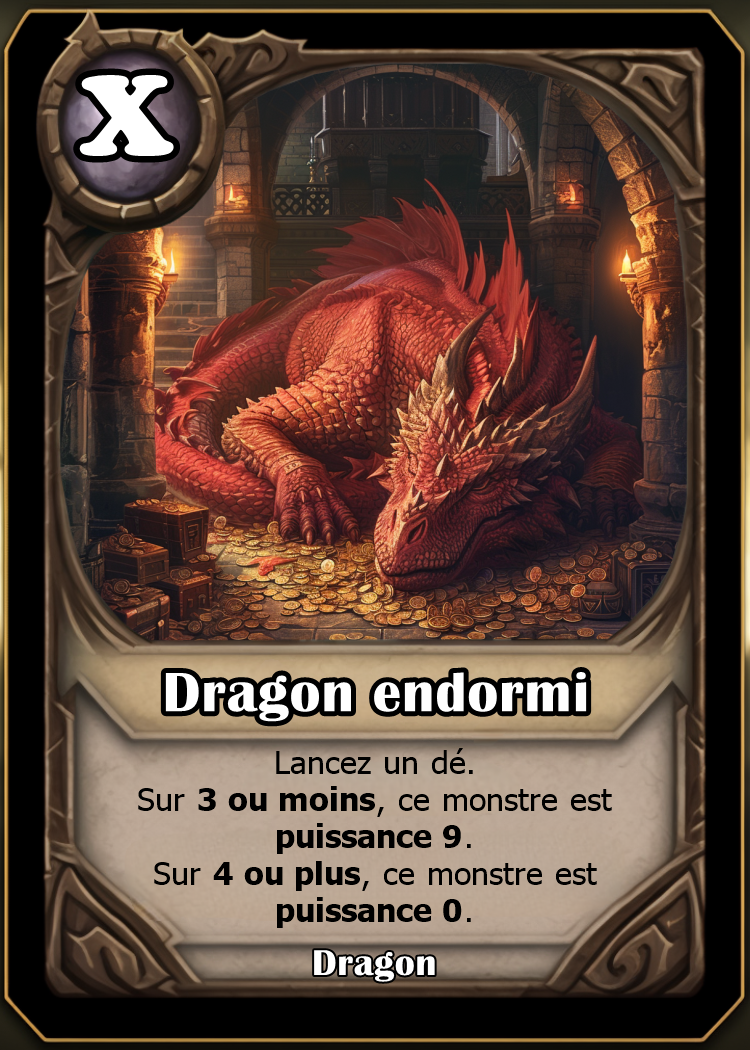 X
Dragon endormi
Lancez un dé.
Sur 3 ou moins, ce monstre est
puissance 9.
Sur 4 ou plus, ce monstre est
puissance 0.
Dragon